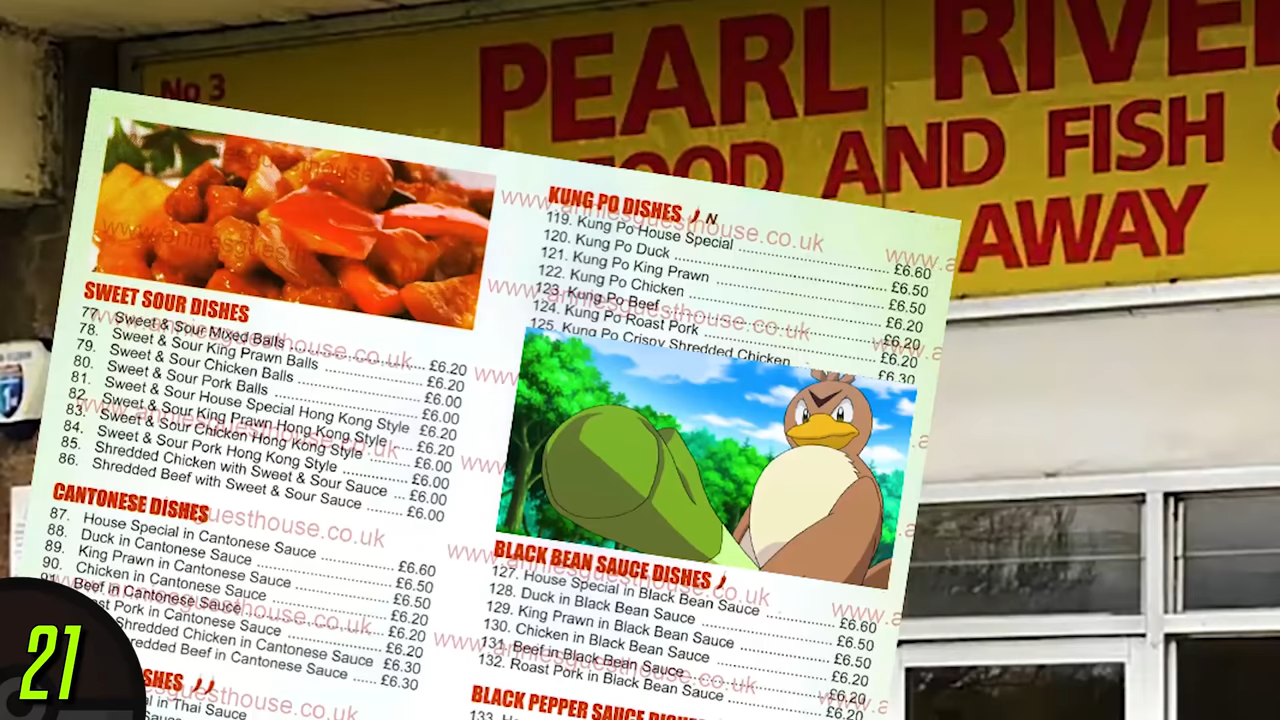 No 3
PEARL RIVE
FOOD AND FISH &
AWAY
SWEET SOUR DISHES
77. Sweet & Sour Mixed Balls £6.20
78. Sweet & Sour King Prawn Balls £6.20
79. Sweet & Sour Chicken Balls £6.00
80. Sweet & Sour Pork Balls £6.00
81. Sweet & Sour House Special Hong Kong Style £6.20
82. Sweet & Sour King Prawn Hong Kong Style £6.20
83. Sweet & Sour Chicken Hong Kong Style £6.00
84. Sweet & Sour Pork Hong Kong Style £6.00
85. Shredded Chicken with Sweet & Sour Sauce £6.00
86. Shredded Beef with Sweet & Sour Sauce £6.00
CANTONESE DISHES
87. House Special in Cantonese Sauce £6.60
88. Duck in Cantonese Sauce £6.50
89. King Prawn in Cantonese Sauce £6.50
90. Chicken in Cantonese Sauce £6.20
91. Beef in Cantonese Sauce £6.20
st Pork in Cantonese Sauce £6.20
Shredded Chicken in Cantonese Sauce £6.30
redded Beef in Cantonese Sauce £6.30
SHES
al in Thai Sauce
Sauce
KUNG PO DISHES N
119. Kung Po House Special £6.60
120. Kung Po Duck £6.50
121. Kung Po King Prawn £6.50
122. Kung Po Chicken £6.20
123. Kung Po Beef £6.20
124. Kung Po Roast Pork £6.20
125. Kung Po Crispy Shredded Chicken £6.30
BLACK BEAN SAUCE DISHES
127. House Special in Black Bean Sauce £6.60
128. Duck in Black Bean Sauce £6.50
129. King Prawn in Black Bean Sauce £6.50
130. Chicken in Black Bean Sauce £6.20
131. Beef in Black Bean Sauce £6.20
132. Roast Pork in Black Bean Sauce £6.20
BLACK PEPPER SAUCE DISHES
133. H
www.anniesguesthouse.co.uk
21